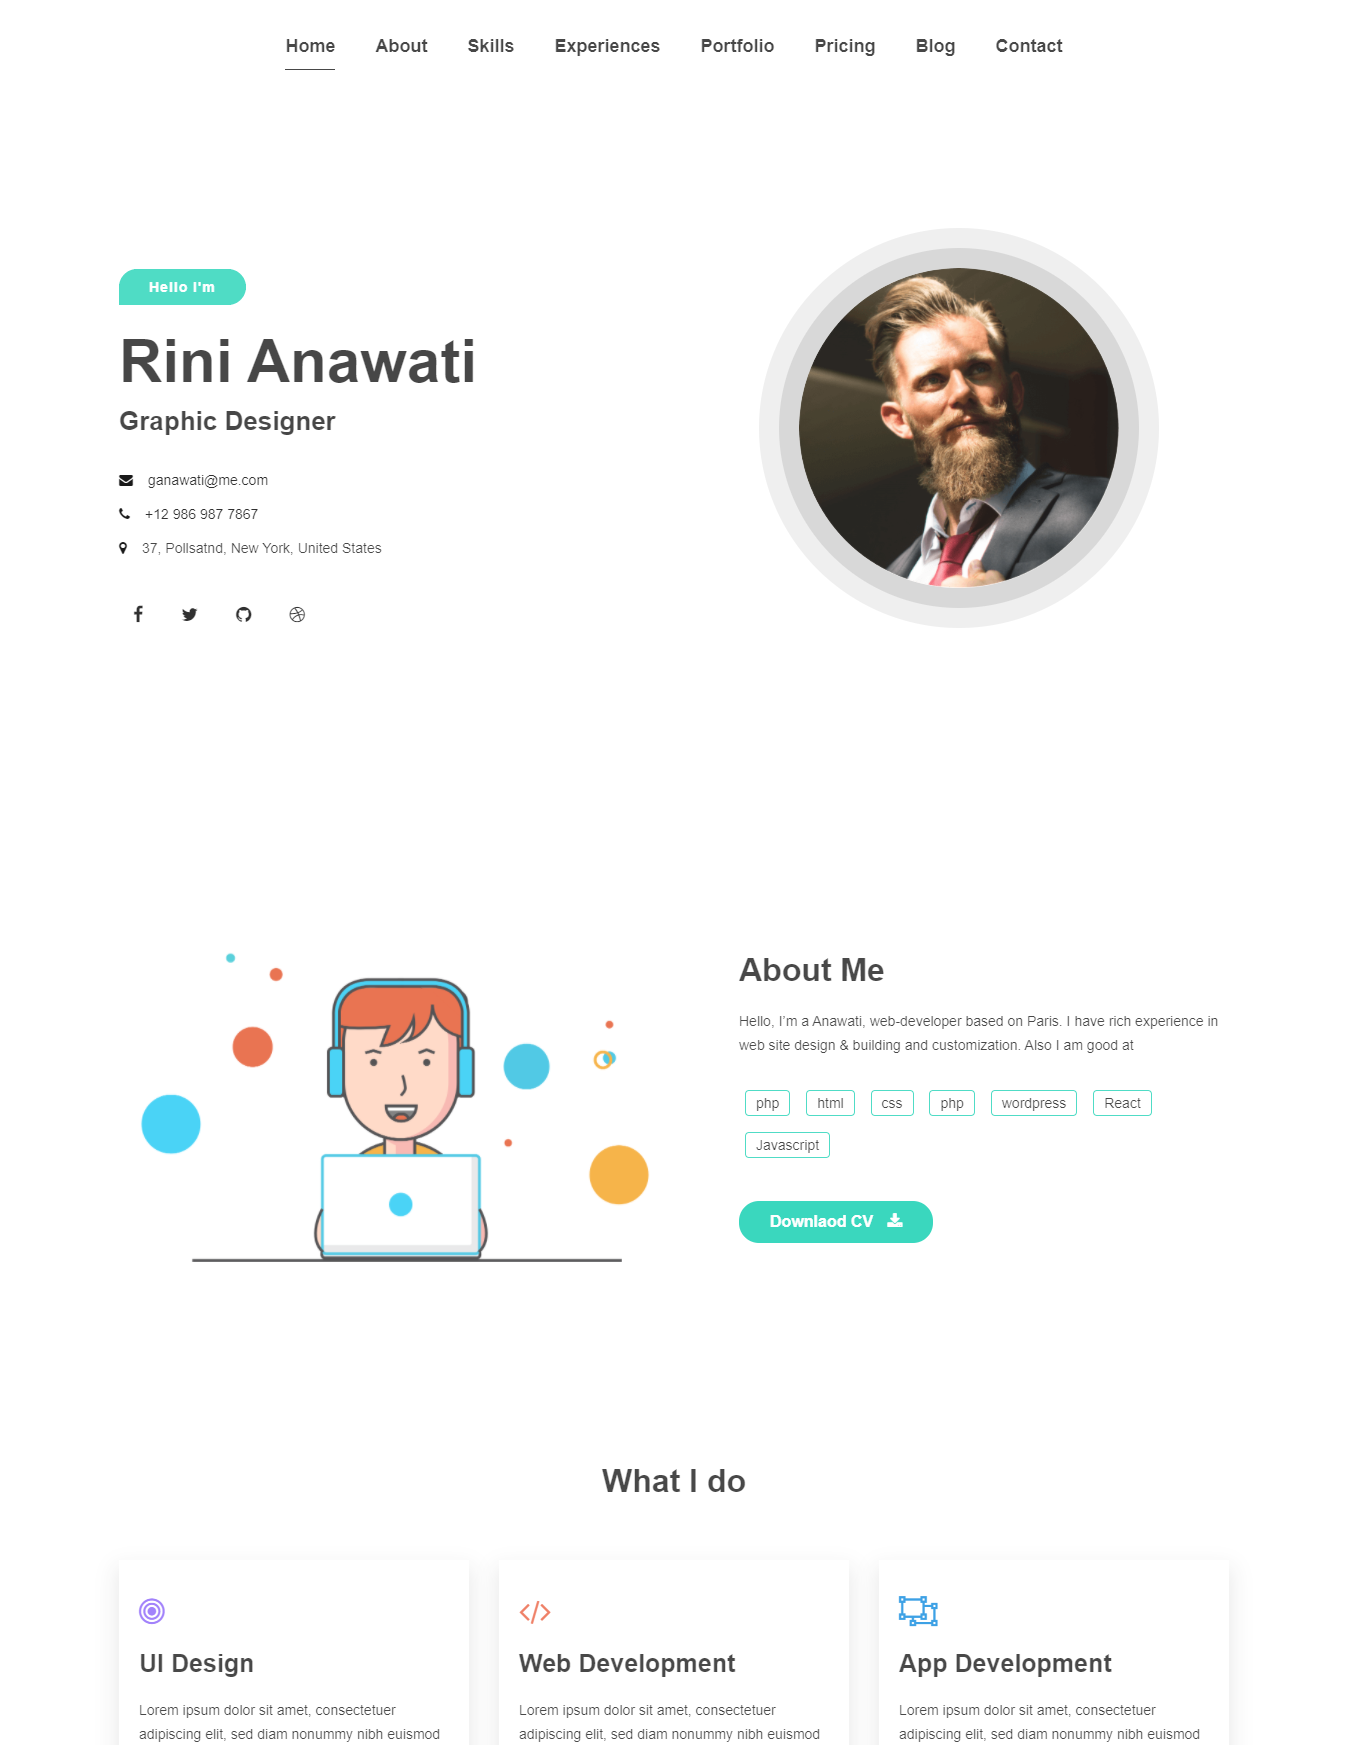 Home About Skills Experiences Portfolio Pricing Blog Contact
Hello I'm
Rini Anawati
Graphic Designer
ganawati@me.com
+12 986 987 7867
37, Pollsatnd, New York, United States
About Me
Hello, I'm a Anawati, web-developer based on Paris. I have rich experience in
web site design & building and customization. Also I am good at
php html css php wordpress React
Javascript
Downlaod CV
What I do
UI Design
Lorem ipsum dolor sit amet, consectetuer
adipiscing elit, sed diam nonummy nibh euismod
Web Development
Lorem ipsum dolor sit amet, consectetuer
adipiscing elit, sed diam nonummy nibh euismod
App Development
Lorem ipsum dolor sit amet, consectetuer
adipiscing elit, sed diam nonummy nibh euismod